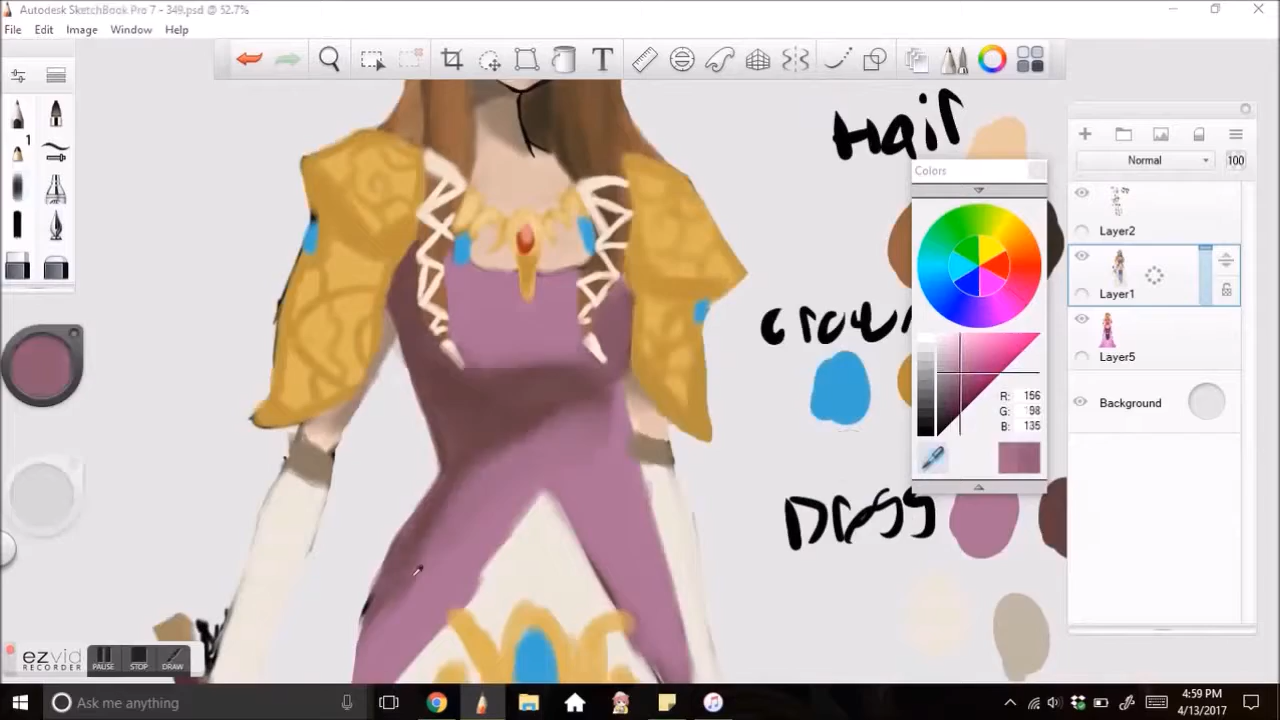 Autodesk SketchBook Pro 7 - 349.psd @ 52.7%
File Edit Image Window Help
T
1
Hair
Crown
Dress
Colors
R: 156
G: 98
B: 135
Normal 100
Layer2
Layer1
Layer5
Background
ezvid
RECORDER
PAUSE STOP DRAW
Ask me anything
4:59 PM
4/13/2017